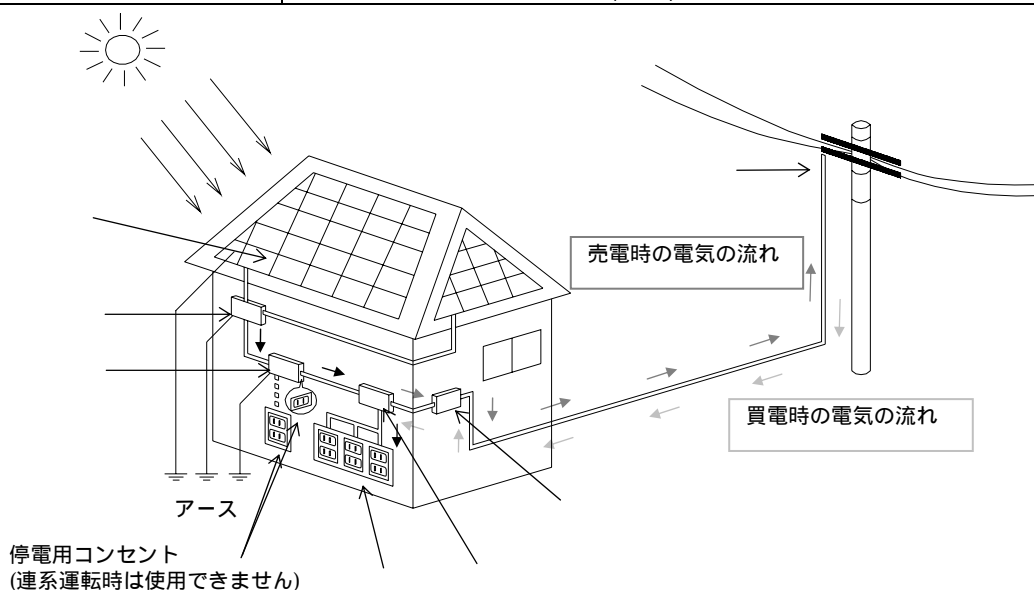 売電時の電気の流れ
買電時の電気の流れ
アース
停電用コンセント
(連系運転時は使用できません)